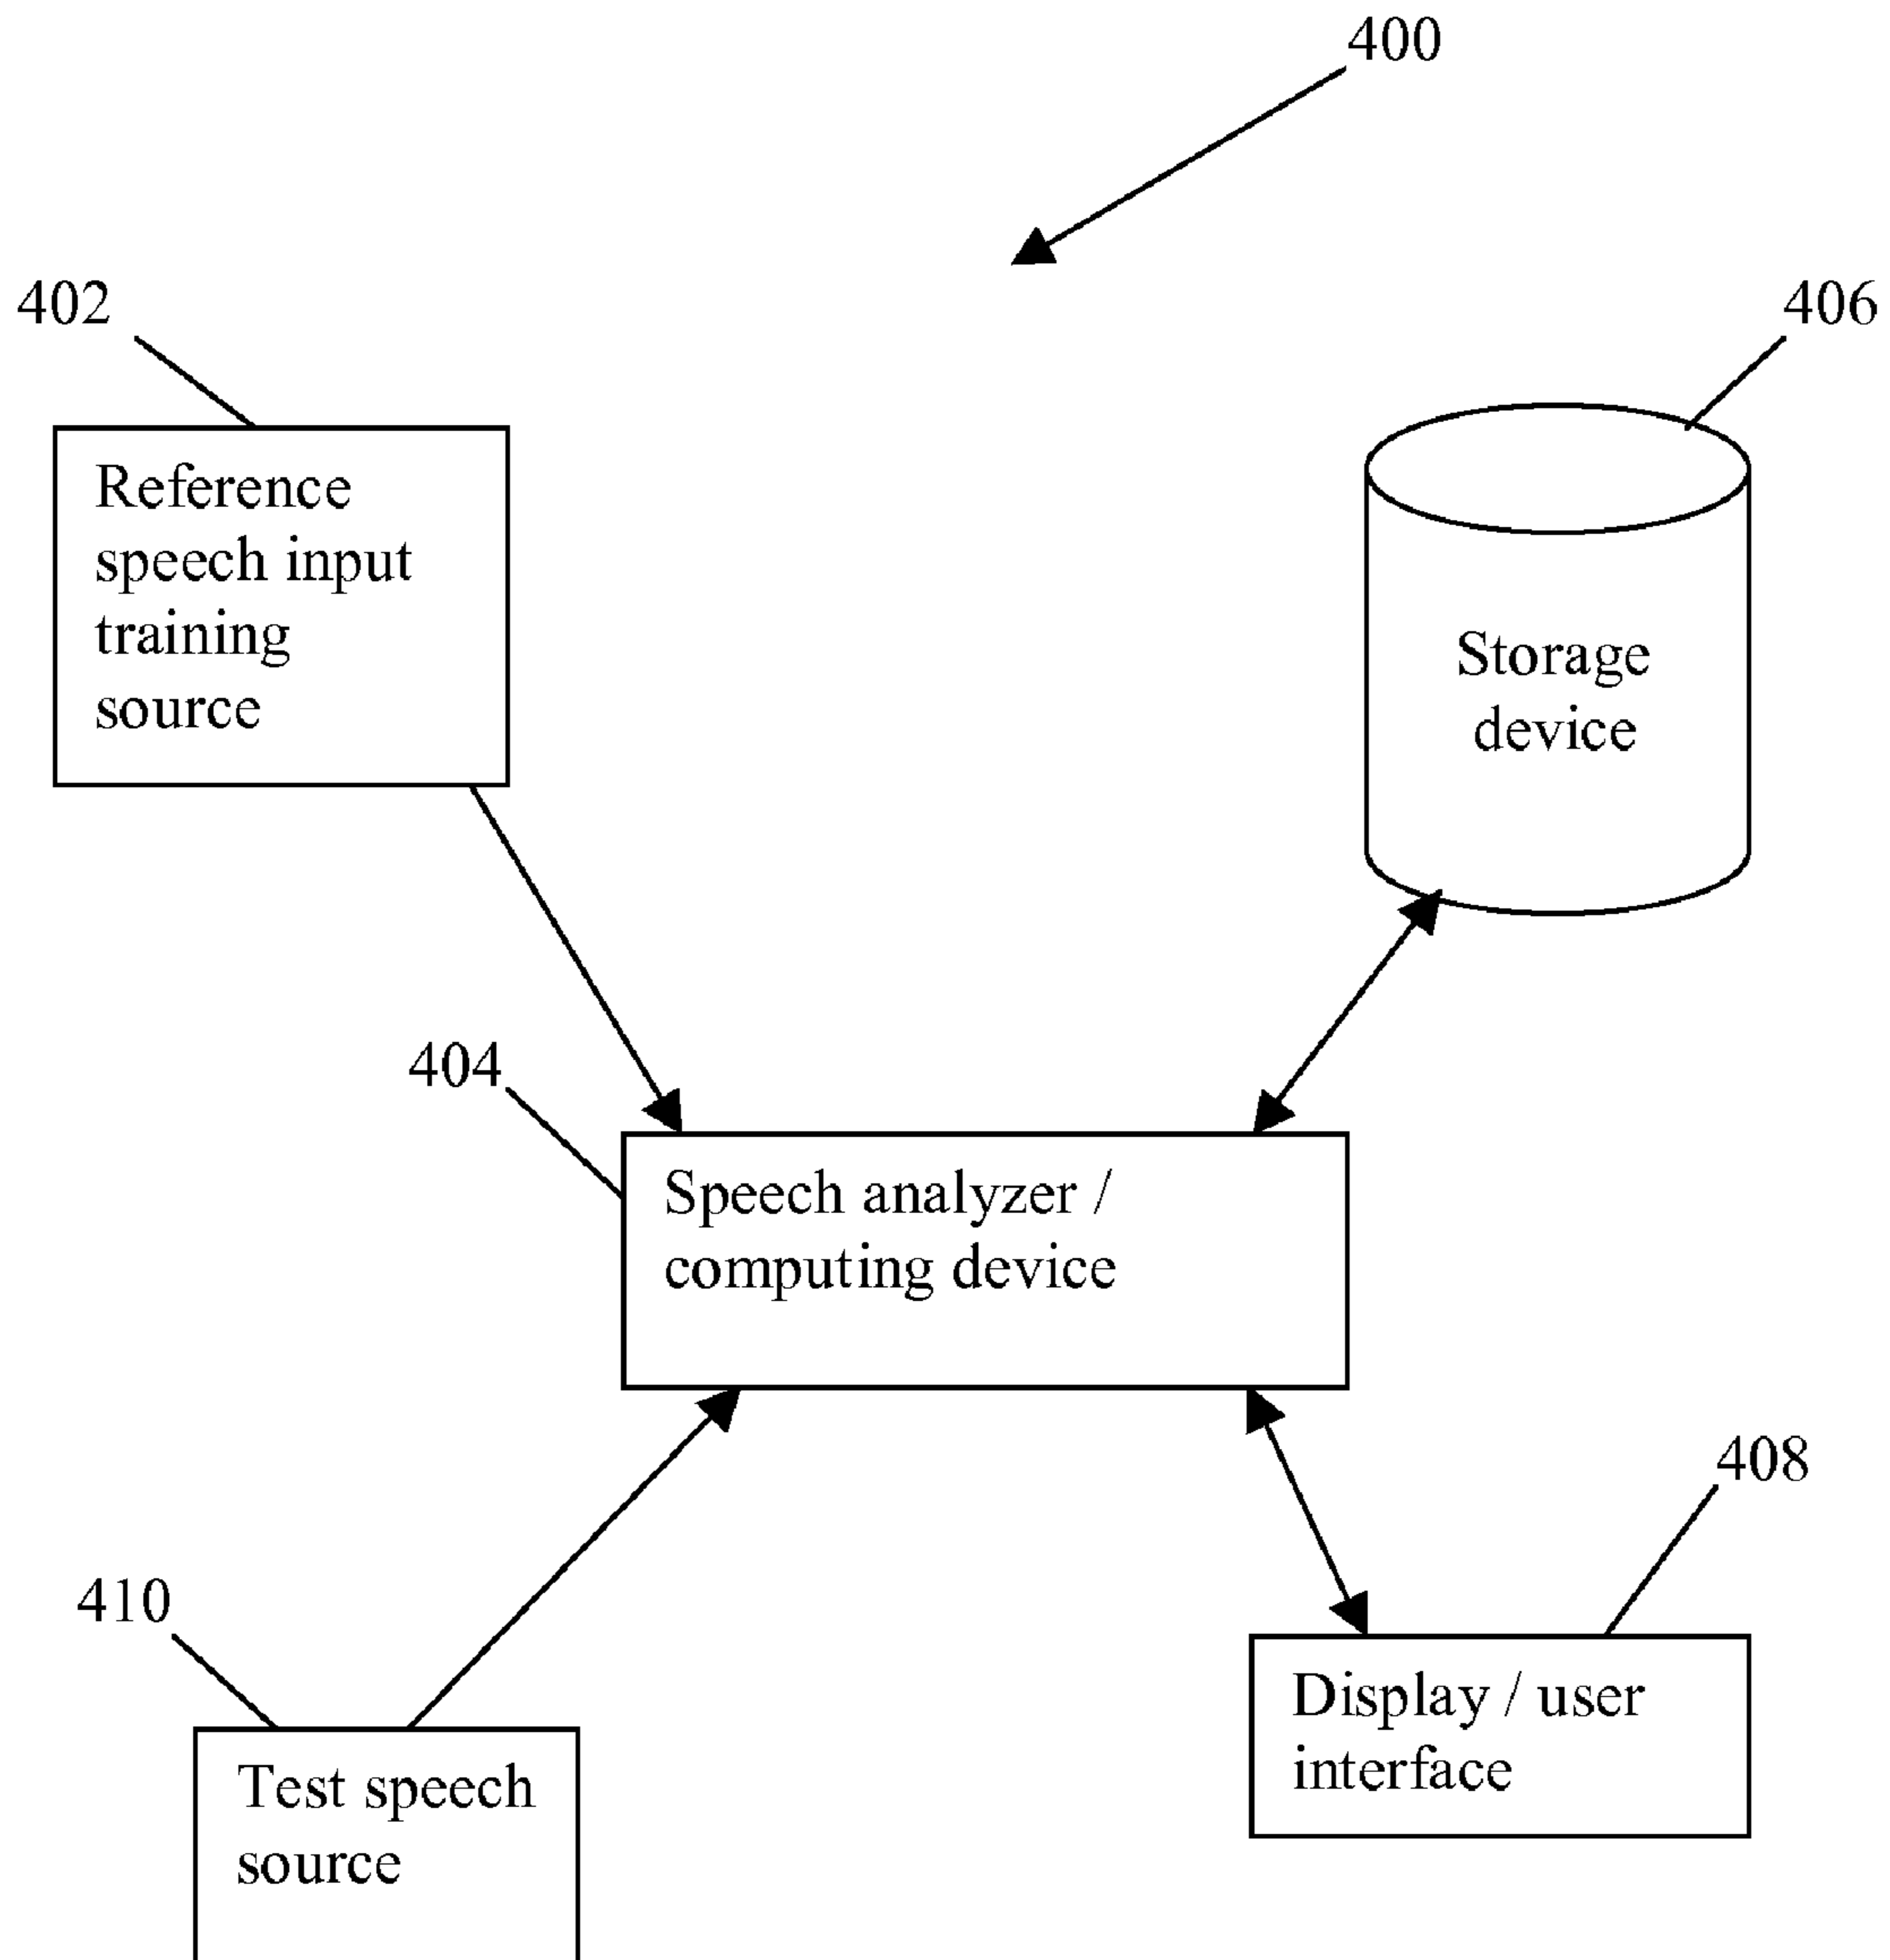 400
402
406
Reference
speech input
training
source
Storage
device
404
Speech analyzer /
computing device
408
410
Display / user
interface
Test speech
source